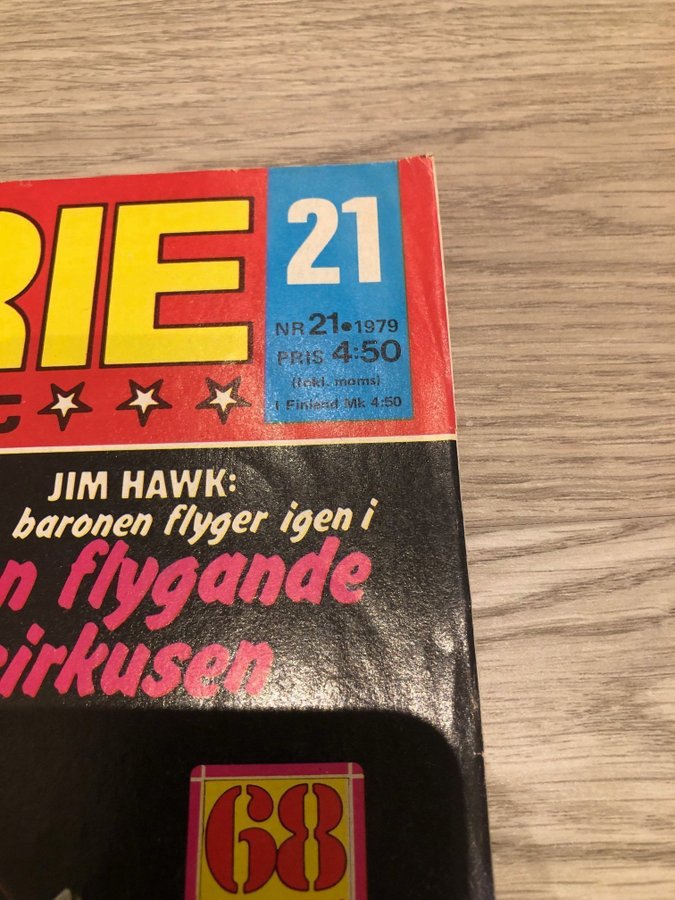 RIE
21
NR 21•1979
PRIS 4:50
(inkl. moms)
I Finland Mk 4:50
JIM HAWK:
baronen flyger igen i
n flygande
cirkusen
68